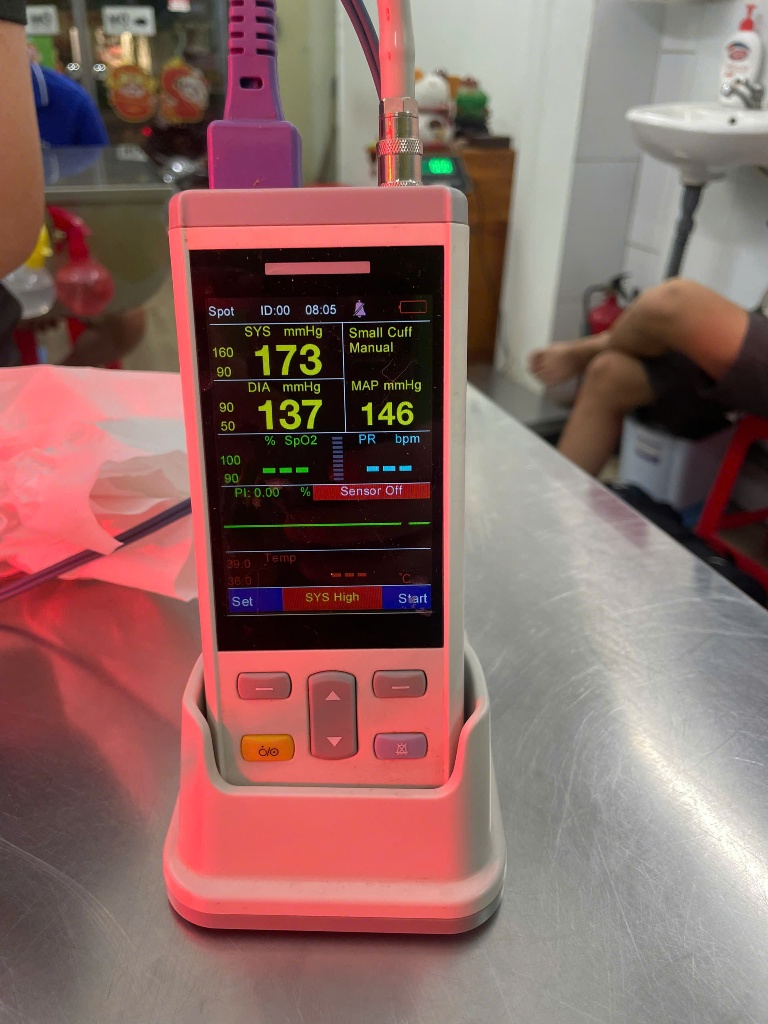 Spot ID:00 08:05
SYS mmHg
160
90
173
Small Cuff
Manual
DIA mmHg
90
50
137
MAP mmHg
146
% SpO2
100
90
---
PR bpm
---
PI: 0.00 %
Sensor Off
39.0
36.0
Temp
---
°C
Set
SYS High
Start